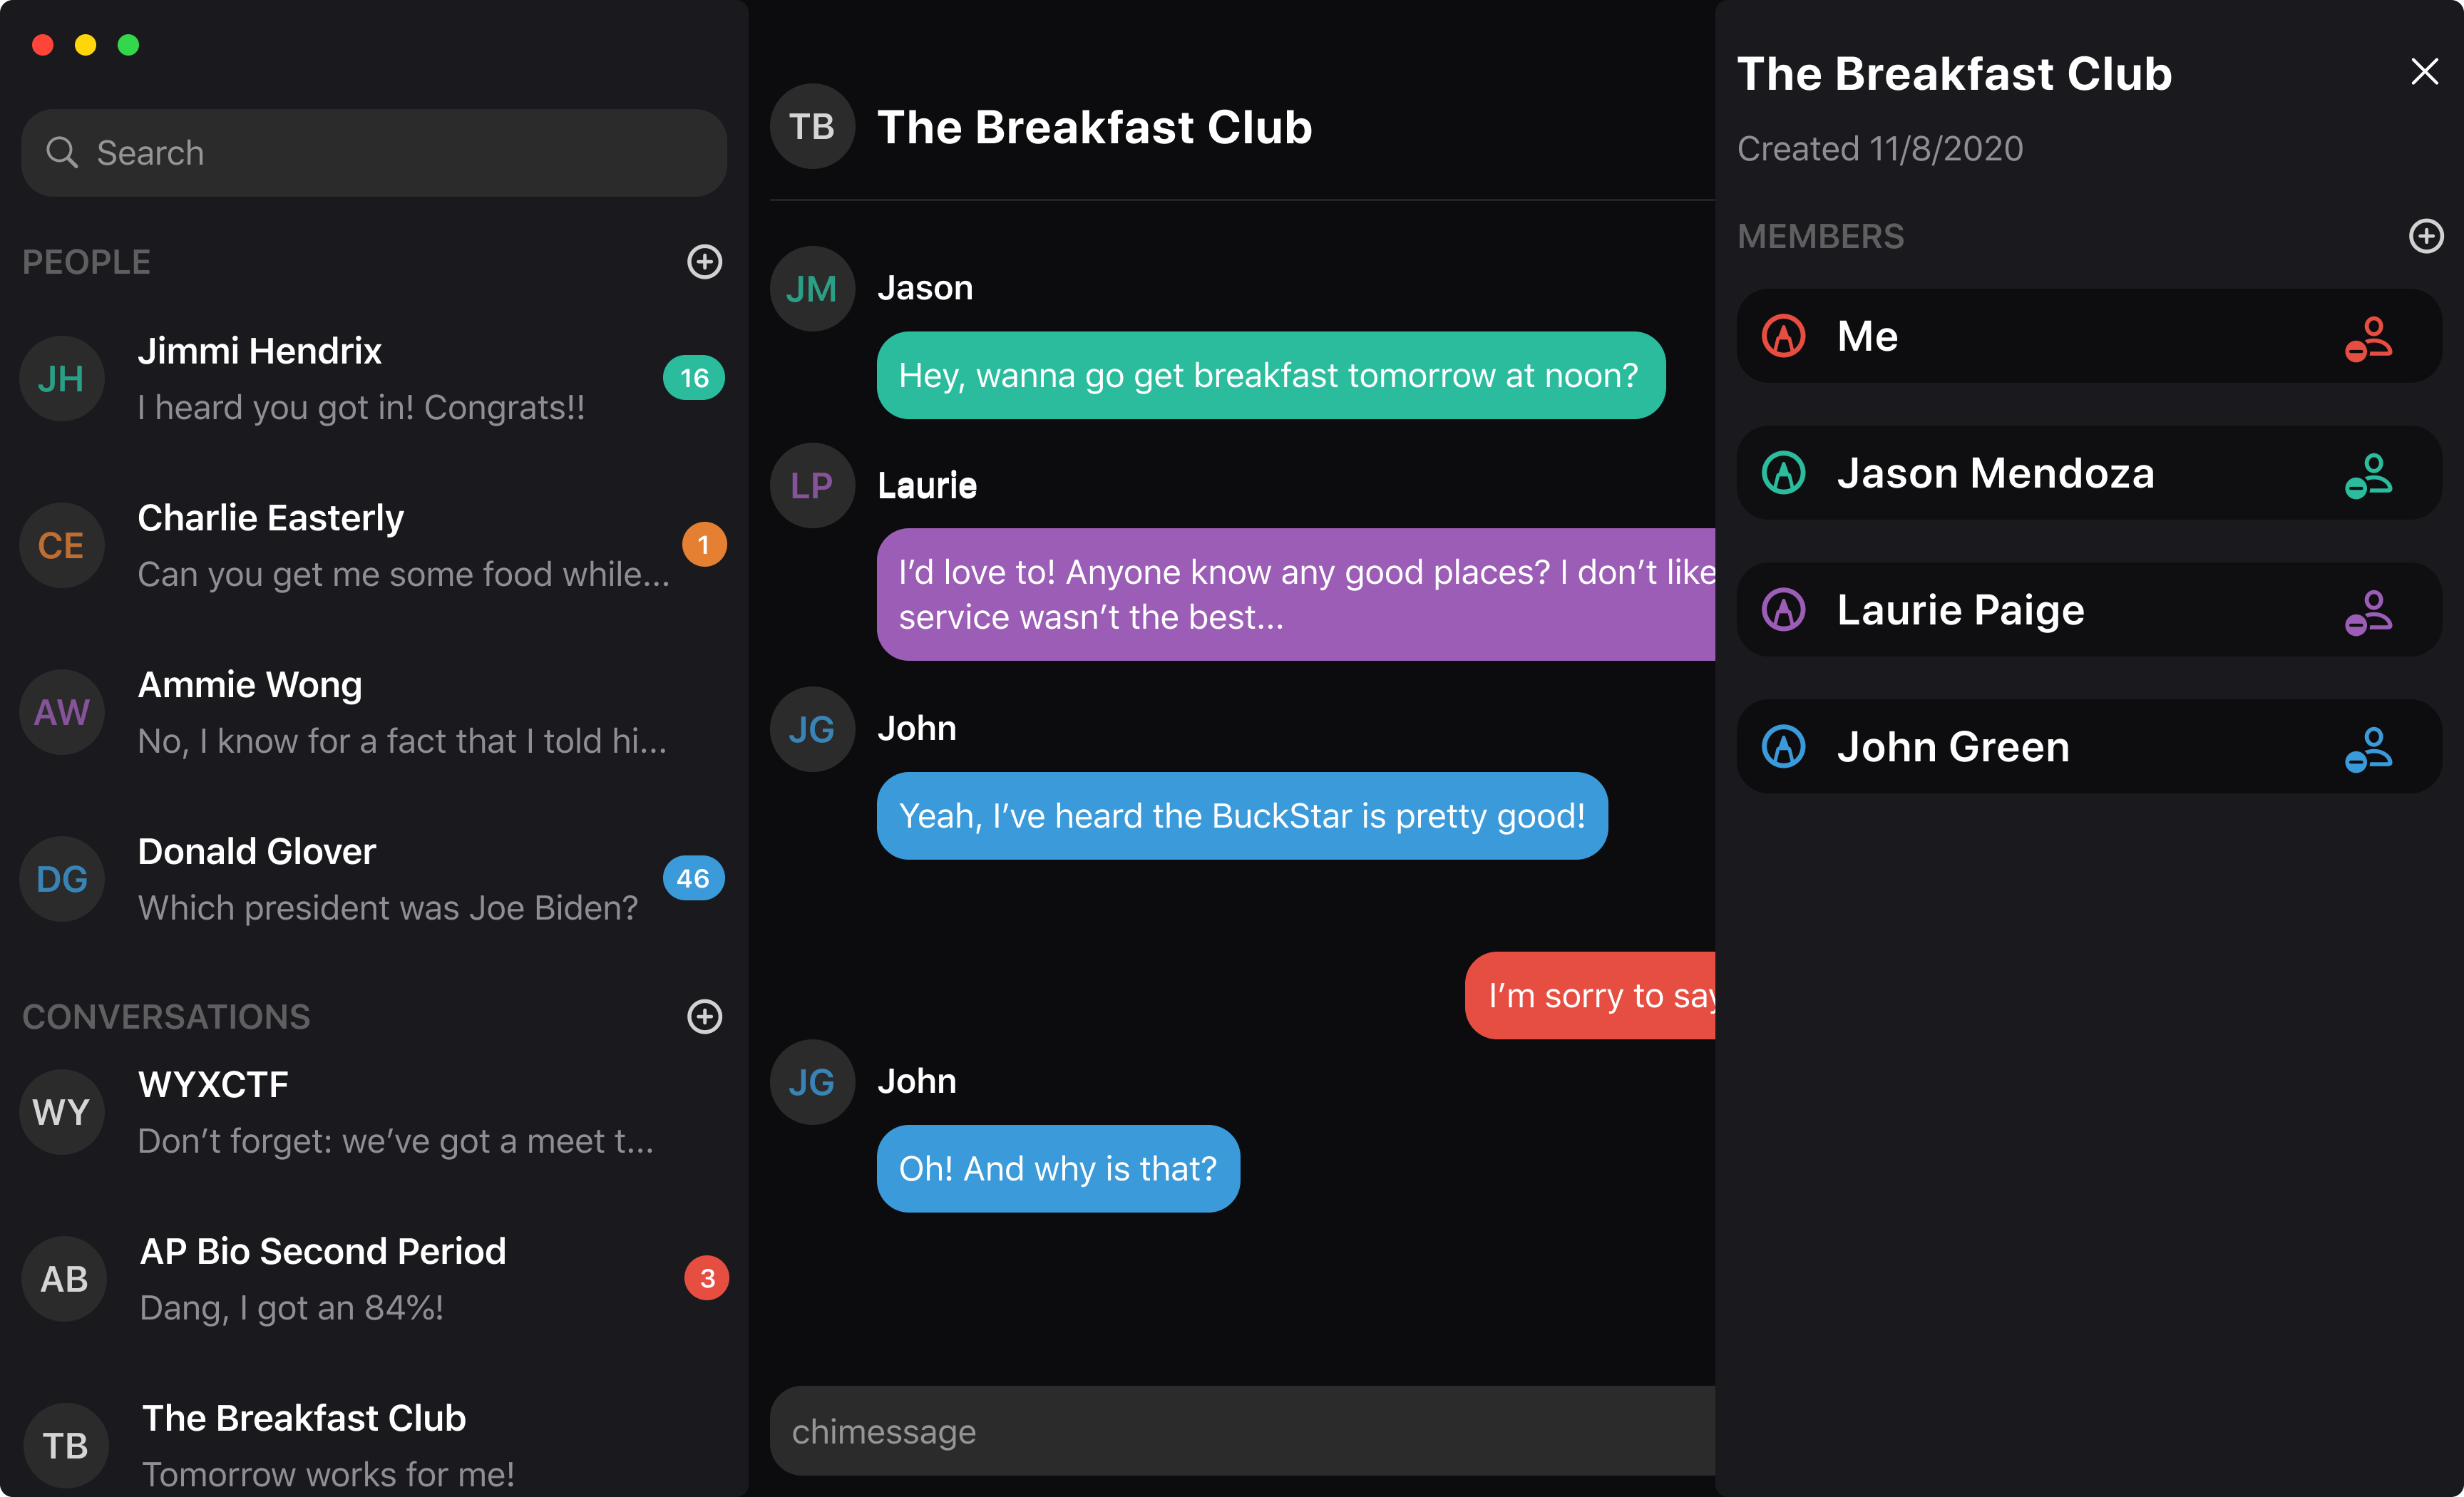 Search
PEOPLE
JH
Jimmi Hendrix
I heard you got in! Congrats!!
16
CE
Charlie Easterly
Can you get me some food while...
1
AW
Ammie Wong
No, I know for a fact that I told hi...
DG
Donald Glover
Which president was Joe Biden?
46
CONVERSATIONS
WY
WYXCTF
Don’t forget: we’ve got a meet t...
AB
AP Bio Second Period
Dang, I got an 84%!
3
TB
The Breakfast Club
Tomorrow works for me!
TB
The Breakfast Club
JM
Jason
Hey, wanna go get breakfast tomorrow at noon?
LP
Laurie
I’d love to! Anyone know any good places? I don’t like
service wasn’t the best...
JG
John
Yeah, I’ve heard the BuckStar is pretty good!
I’m sorry to say
JG
John
Oh! And why is that?
chimessage
The Breakfast Club
Created 11/8/2020
MEMBERS
Me
Jason Mendoza
Laurie Paige
John Green